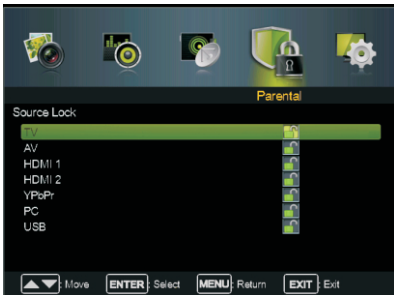 Parental
Source Lock
TV
AV
HDMI 1
HDMI 2
YPbPr
PC
USB
▲▼: Move ENTER: Select MENU: Return EXIT: Exit